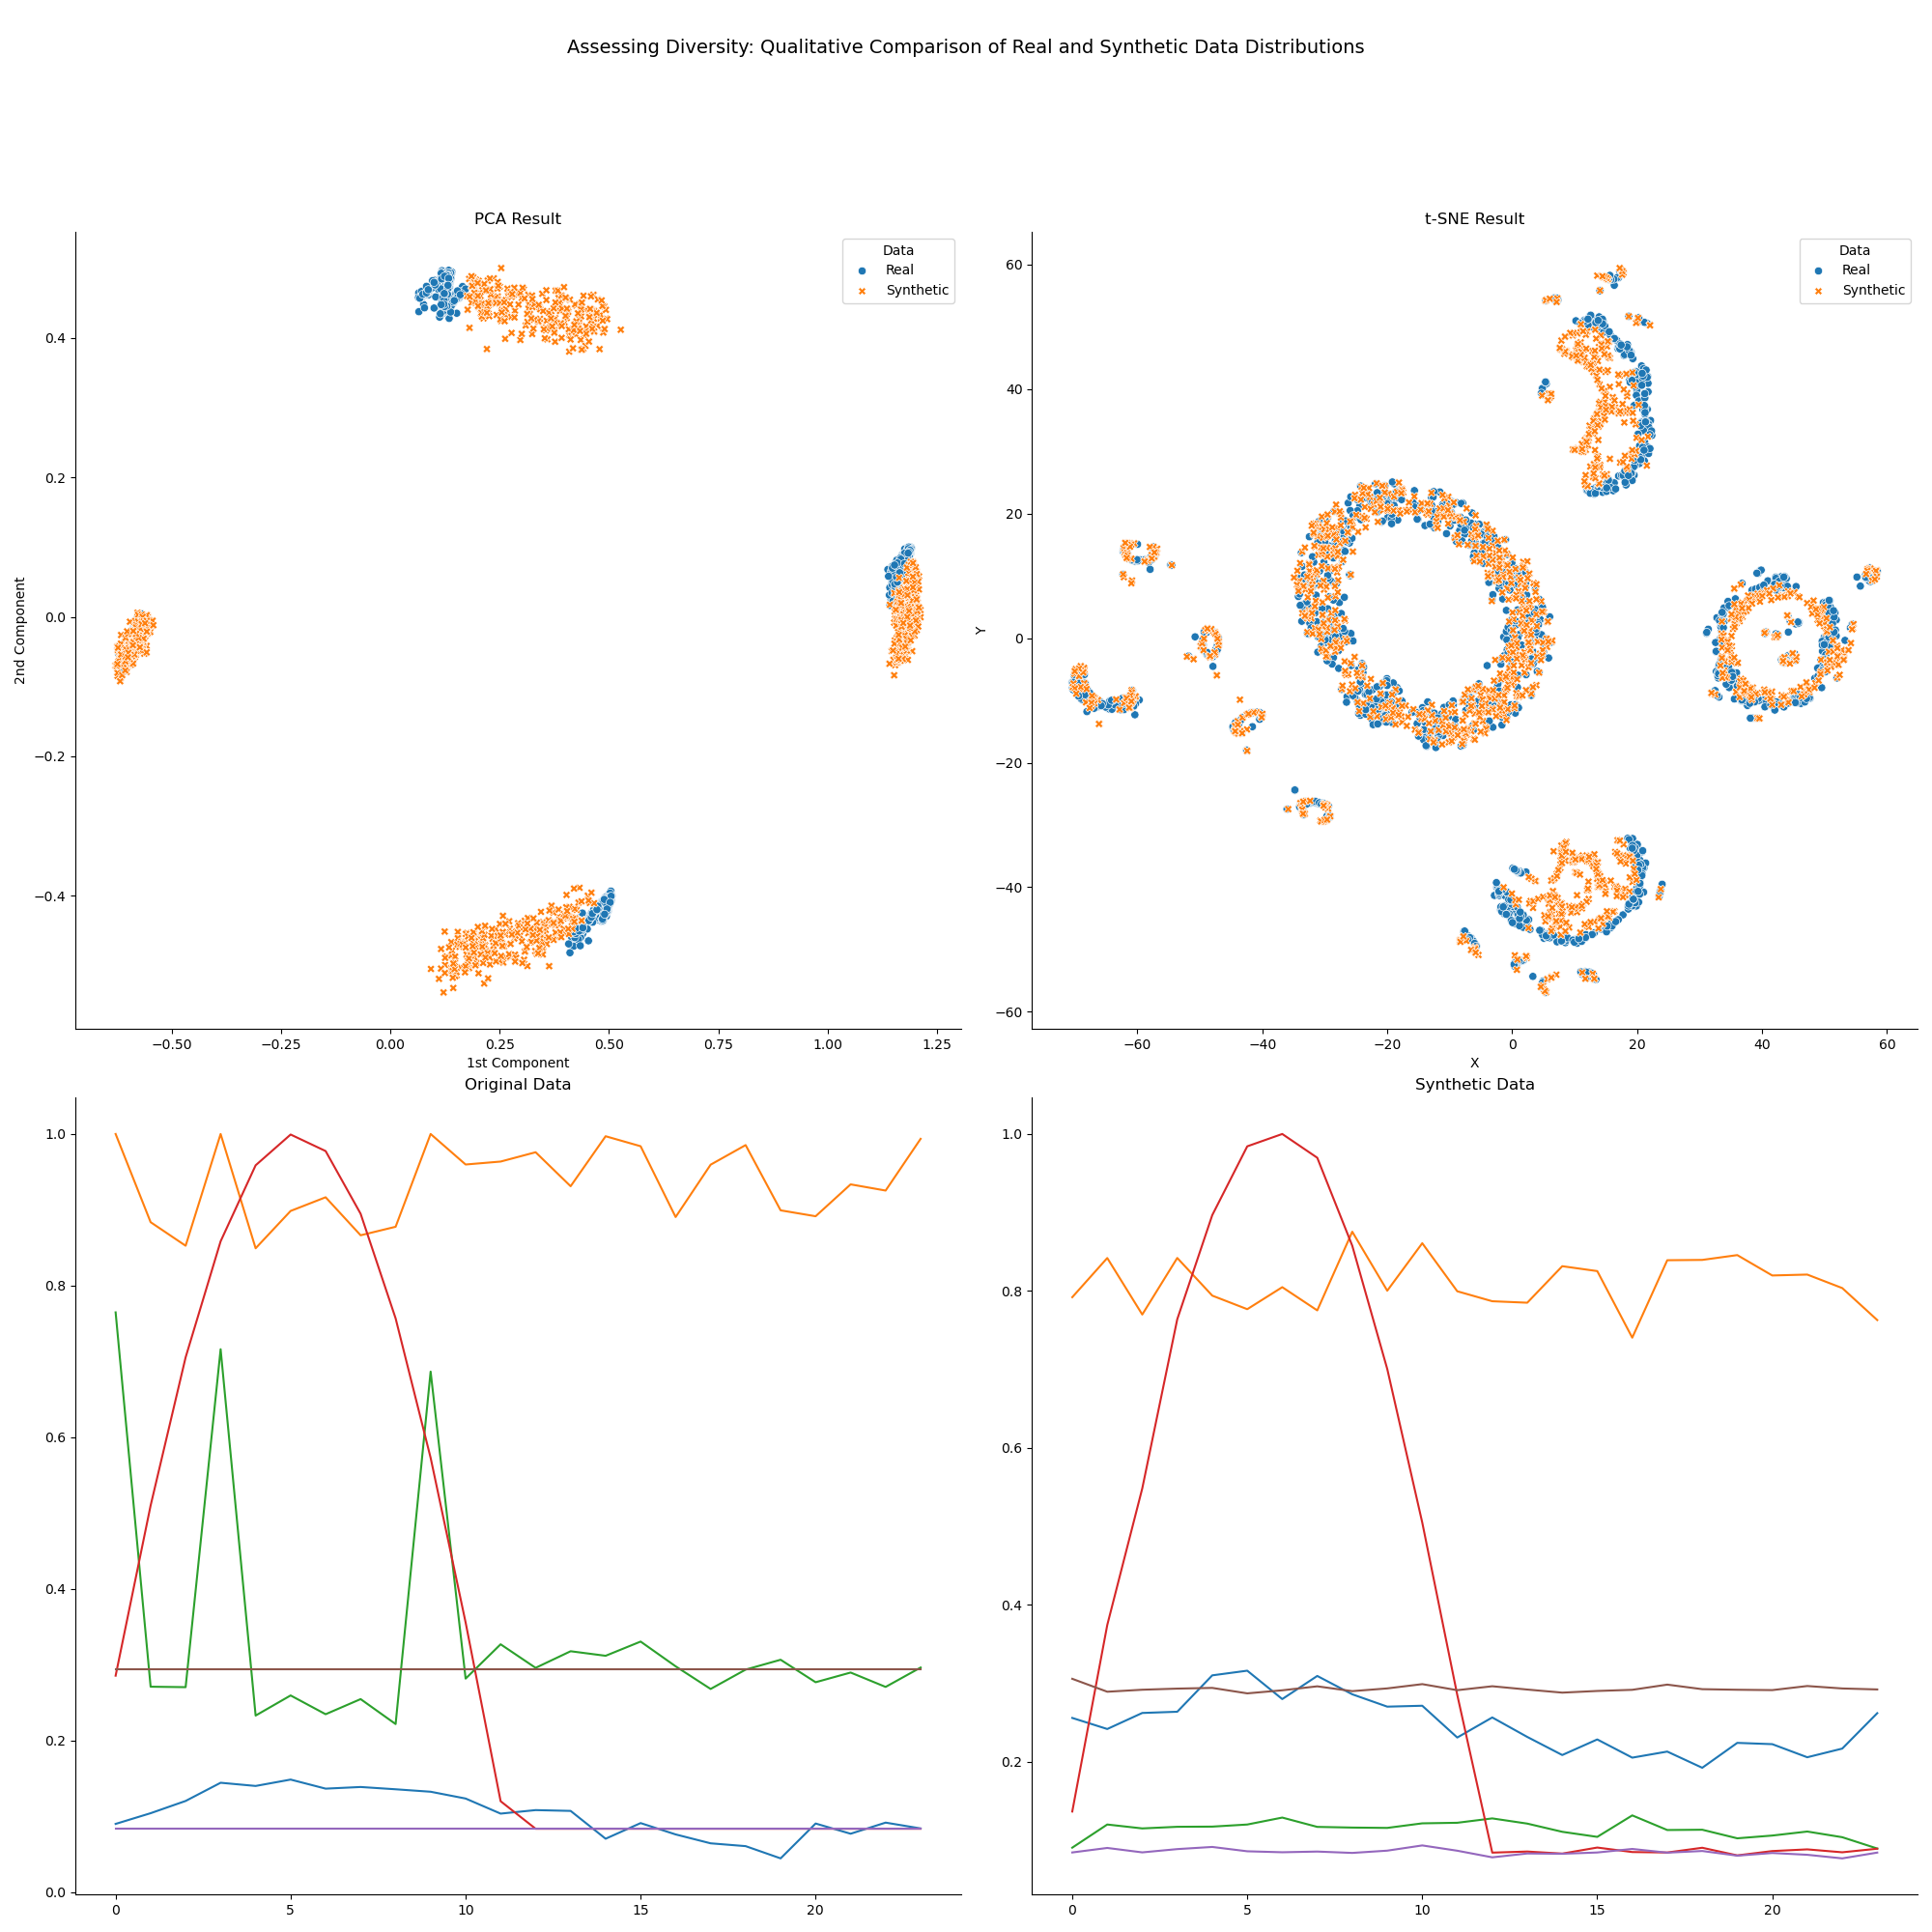 Assessing Diversity: Qualitative Comparison of Real and Synthetic Data Distributions
PCA Result
Data
Real
Synthetic
0.4
0.2
0.0
−0.2
−0.4
2nd Component
−0.50 −0.25 0.00 0.25 0.50 0.75 1.00 1.25
1st Component
t-SNE Result
Data
Real
Synthetic
60
40
20
0
−20
−40
−60
Y
−60 −40 −20 0 20 40 60
X
Original Data
1.0
0.8
0.6
0.4
0.2
0.0
0 5 10 15 20
Synthetic Data
1.0
0.8
0.6
0.4
0.2
0 5 10 15 20